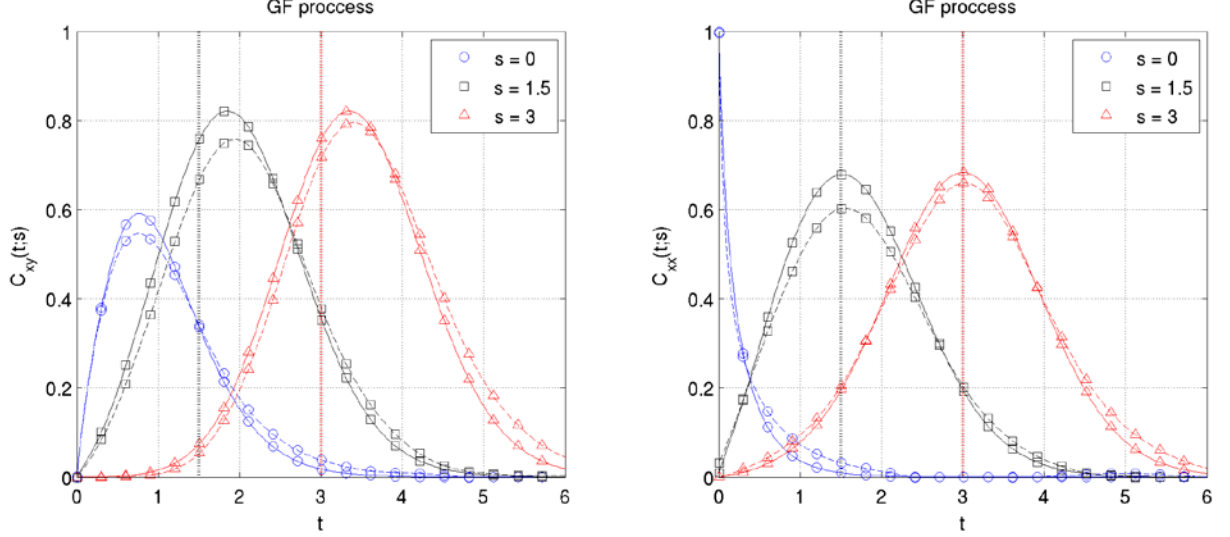 GF proccess
C_xy(t;s)
1
0.8
0.6
0.4
0.2
0
0 1 2 3 4 5 6
t
s = 0
s = 1.5
s = 3
GF proccess
C_xx(t;s)
1
0.8
0.6
0.4
0.2
0
0 1 2 3 4 5 6
t
s = 0
s = 1.5
s = 3